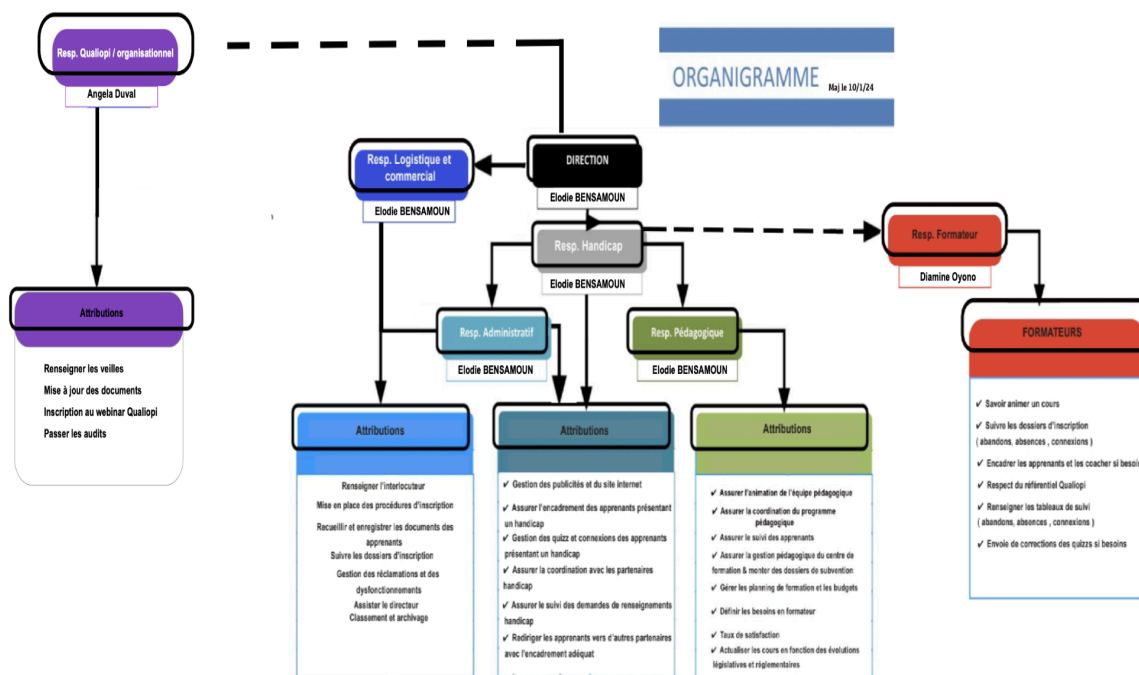 Resp. Qualiopi / organisationnel
Angela Duval
ORGANIGRAMME
Maj le 10/1/24
Resp. Logistique et
commercial
Elodie BENSAMOUN
DIRECTION
Elodie BENSAMOUN
Resp. Handicap
Elodie BENSAMOUN
Resp. Formateur
Diamine Oyono
Resp. Administratif
Elodie BENSAMOUN
Resp. Pédagogique
Elodie BENSAMOUN
Attributions
Renseigner les veilles
Mise à jour des documents
Inscription au webinar Qualiopi
Passer les audits
Attributions
Renseigner l'interlocuteur
Mise en place des procédures d'inscription
Recueillir et enregistrer les documents des
apprenants
Suivre les dossiers d'inscription
Gestion des réclamations et des
dysfonctionnements
Assister le directeur
Classement et archivage
Attributions
✓ Gestion des publicités et du site internet
✓ Assurer l'encadrement des apprenants présentant
un handicap
✓ Gestion des quizz et connexions des apprenants
présentant un handicap
✓ Assurer la coordination avec les partenaires
handicap
✓ Assurer le suivi des demandes de renseignements
handicap
✓ Rediriger les apprenants vers d'autres partenaires
avec l'encadrement adéquat
Attributions
✓ Assurer l'animation de l'équipe pédagogique
✓ Assurer la coordination du programme
pédagogique
✓ Assurer le suivi des apprenants
✓ Assurer la gestion pédagogique du centre de
formation & monter des dossiers de subvention
✓ Gérer les planning de formation et les budgets
✓ Définir les besoins en formateur
✓ Taux de satisfaction
✓ Actualiser les cours en fonction des évolutions
législatives et réglementaires
FORMATEURS
✓ Savoir animer un cours
✓ Suivre les dossiers d'inscription
( abandons, absences , connexions )
✓ Encadrer les apprenants et les coacher si besoin
✓ Respect du référentiel Qualiopi
✓ Renseigner les tableaux de suivi
( abandons, absences , connexions )
✓ Envoie de corrections des quizzs si besoins